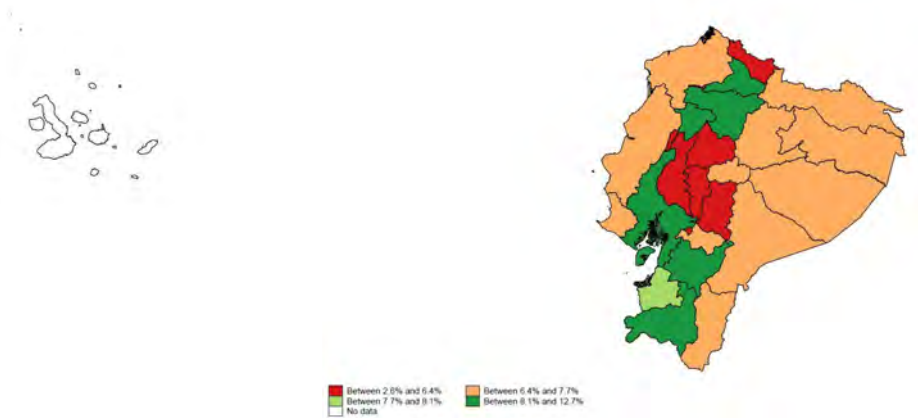 Between 2.6% and 6.4%
Between 6.4% and 7.7%
Between 7.7% and 8.1%
Between 8.1% and 12.7%
No data